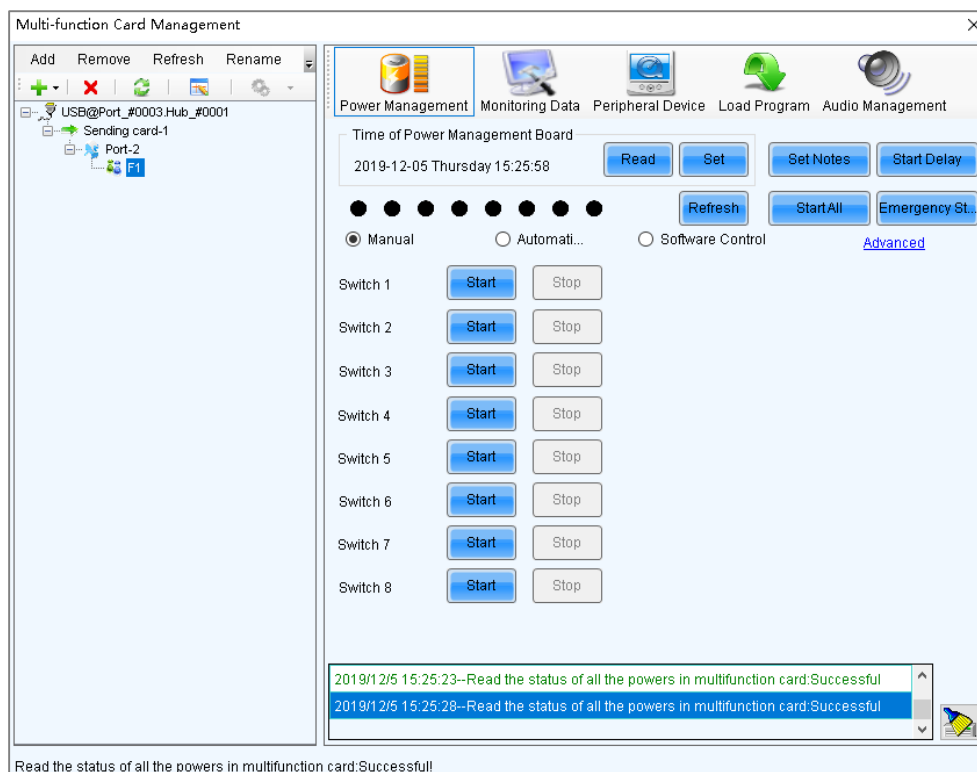 Multi-function Card Management
Add Remove Refresh Rename
USB@Port_#0003.Hub_#0001
Sending card-1
Port-2
F1
Power Management Monitoring Data Peripheral Device Load Program Audio Management
Time of Power Management Board
2019-12-05 Thursday 15:25:58 Read Set Set Notes Start Delay
Refresh Start All Emergency St...
Manual Automati... Software Control Advanced
Switch 1 Start Stop
Switch 2 Start Stop
Switch 3 Start Stop
Switch 4 Start Stop
Switch 5 Start Stop
Switch 6 Start Stop
Switch 7 Start Stop
Switch 8 Start Stop
2019/12/5 15:25:23--Read the status of all the powers in multifunction card:Successful
2019/12/5 15:25:28--Read the status of all the powers in multifunction card:Successful
Read the status of all the powers in multifunction card:Successful!